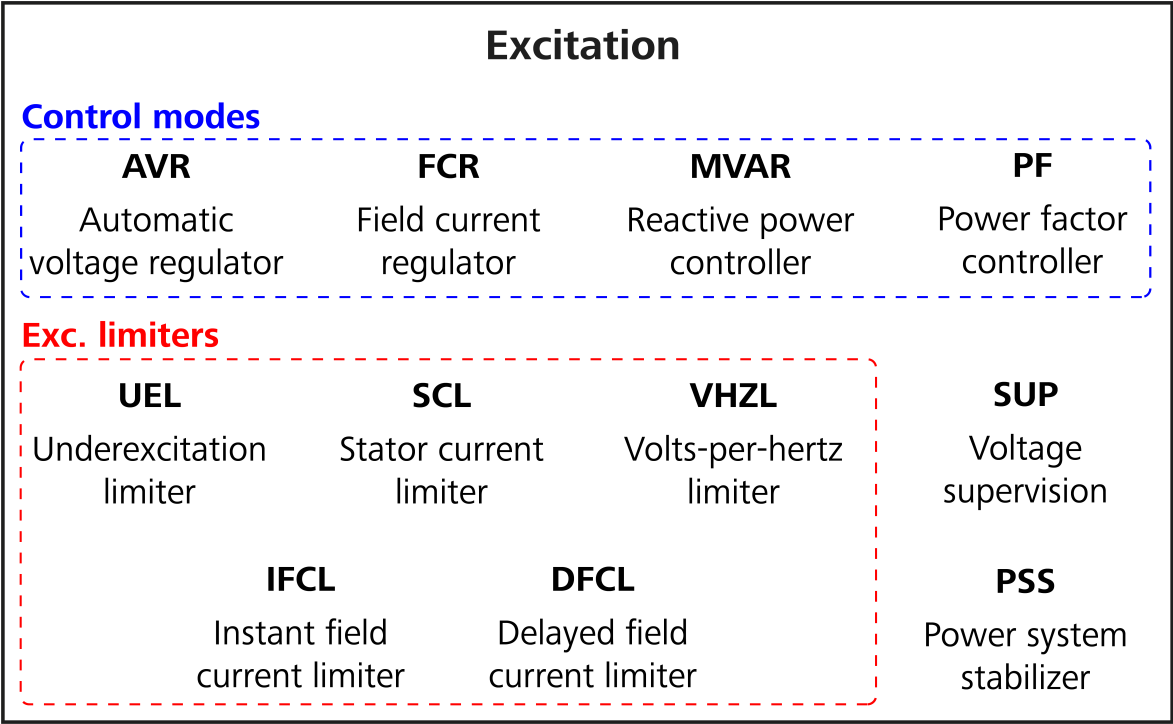 Excitation
Control modes
AVR
Automatic
voltage regulator
FCR
Field current
regulator
MVAR
Reactive power
controller
PF
Power factor
controller
Exc. limiters
UEL
Underexcitation
limiter
SCL
Stator current
limiter
VHZL
Volts-per-hertz
limiter
SUP
Voltage
supervision
IFCL
Instant field
current limiter
DFCL
Delayed field
current limiter
PSS
Power system
stabilizer